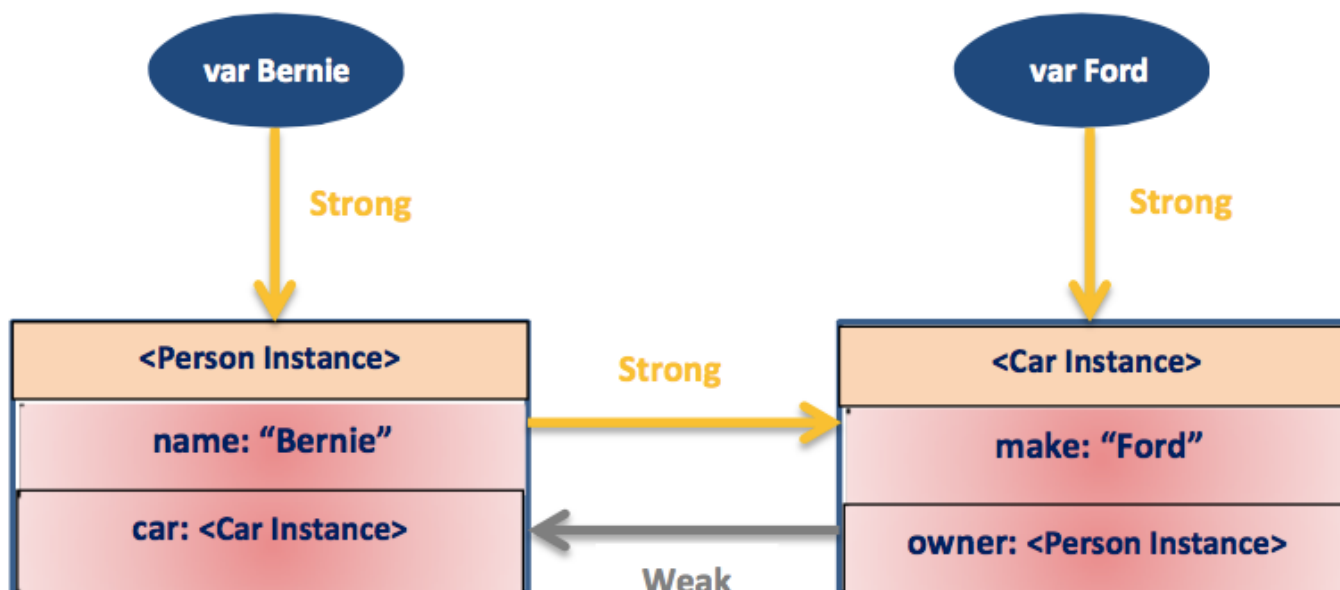 var Bernie
var Ford
Strong
Strong
<Person Instance>
Strong
<Car Instance>
name: “Bernie”
make: “Ford”
car: <Car Instance>
owner: <Person Instance>
Weak